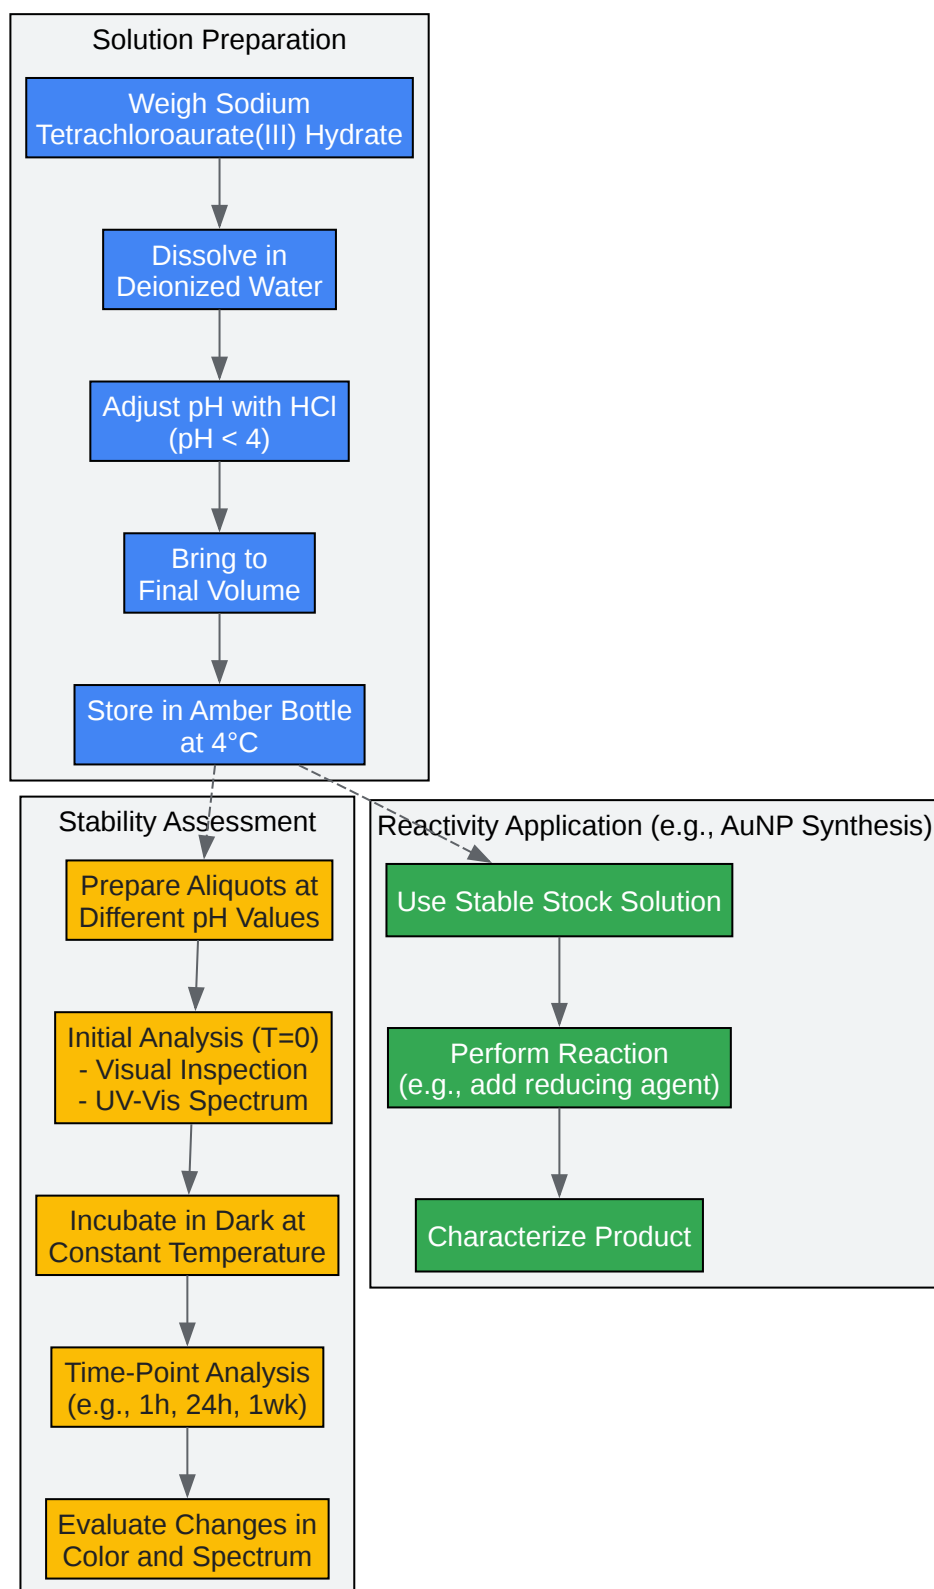 Solution Preparation
Weigh Sodium
Tetrachloroaurate(III) Hydrate
Dissolve in
Deionized Water
Adjust pH with HCl
(pH < 4)
Bring to
Final Volume
Store in Amber Bottle
at 4°C
Stability Assessment
Prepare Aliquots at
Different pH Values
Initial Analysis (T=0)
- Visual Inspection
- UV-Vis Spectrum
Incubate in Dark at
Constant Temperature
Time-Point Analysis
(e.g., 1h, 24h, 1wk)
Evaluate Changes in
Color and Spectrum
Reactivity Application (e.g., AuNP Synthesis)
Use Stable Stock Solution
Perform Reaction
(e.g., add reducing agent)
Characterize Product